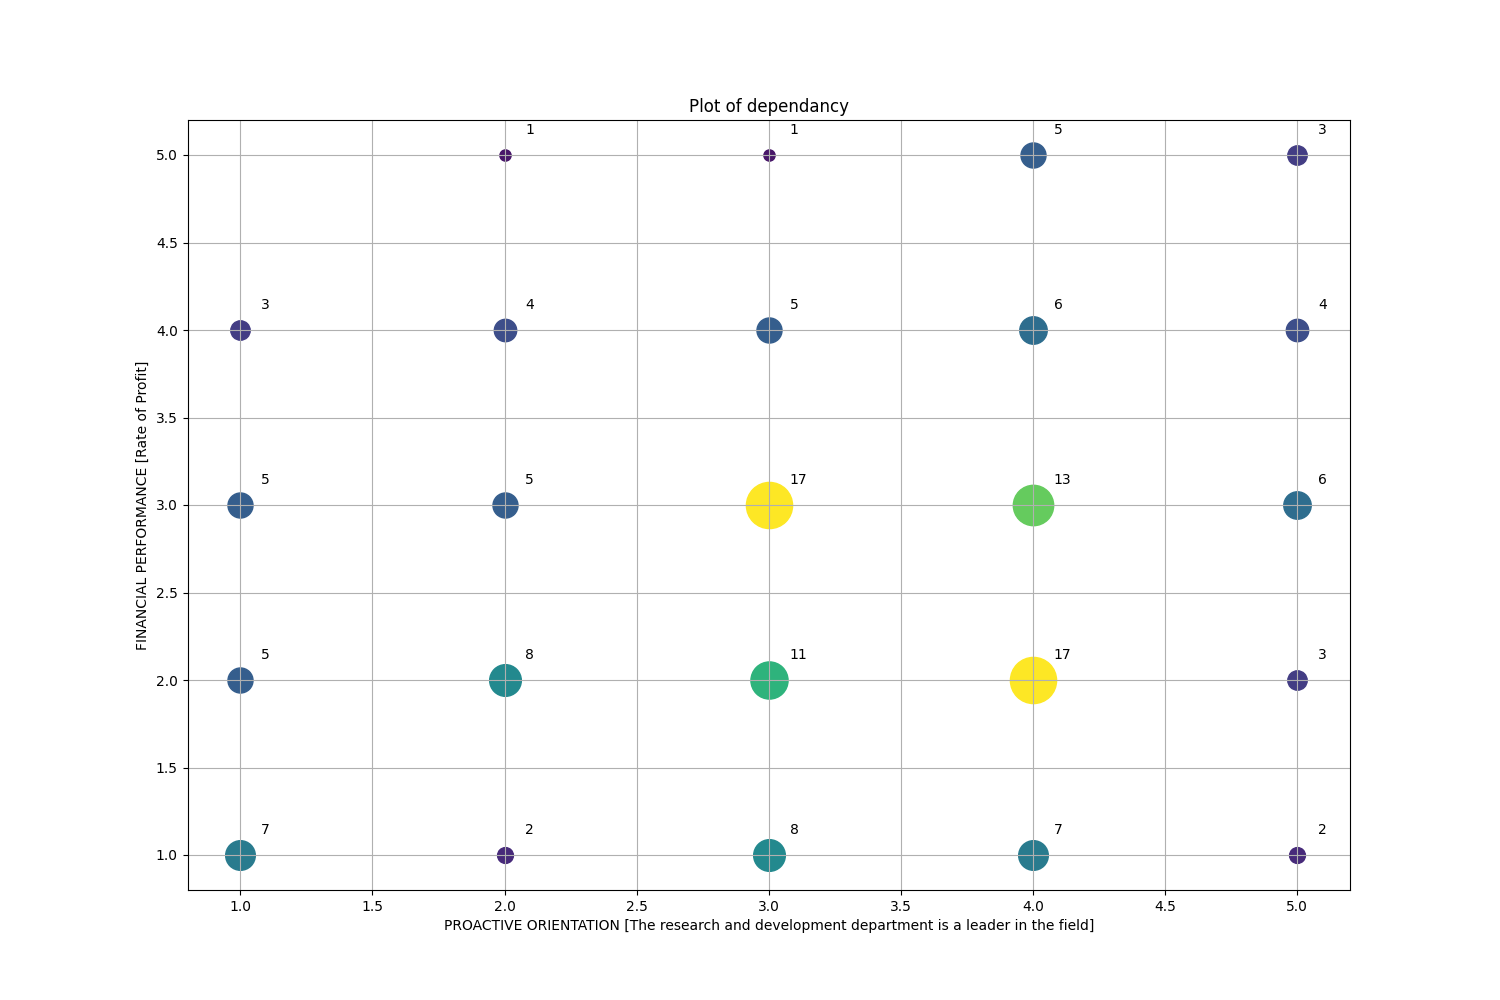 Plot of dependancy
1 1 5 3
5.0
4.5
3 4 5 6 4
4.0
3.5
5 5 17 13 6
3.0
2.5
5 8 11 17 3
2.0
1.5
7 2 8 7 2
1.0
FINANCIAL PERFORMANCE [Rate of Profit]
1.0 1.5 2.0 2.5 3.0 3.5 4.0 4.5 5.0
PROACTIVE ORIENTATION [The research and development department is a leader in the field]